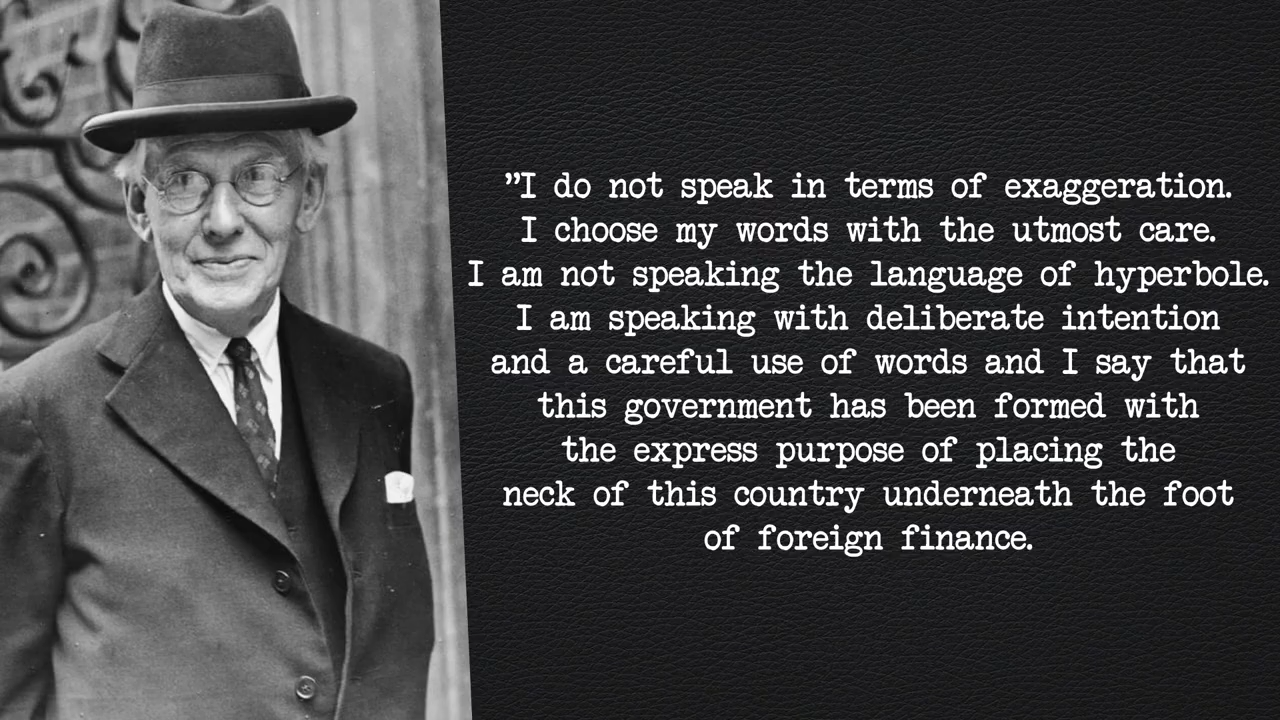 "I do not speak in terms of exaggeration.
I choose my words with the utmost care.
I am not speaking the language of hyperbole.
I am speaking with deliberate intention
and a careful use of words and I say that
this government has been formed with
the express purpose of placing the
neck of this country underneath the foot
of foreign finance.